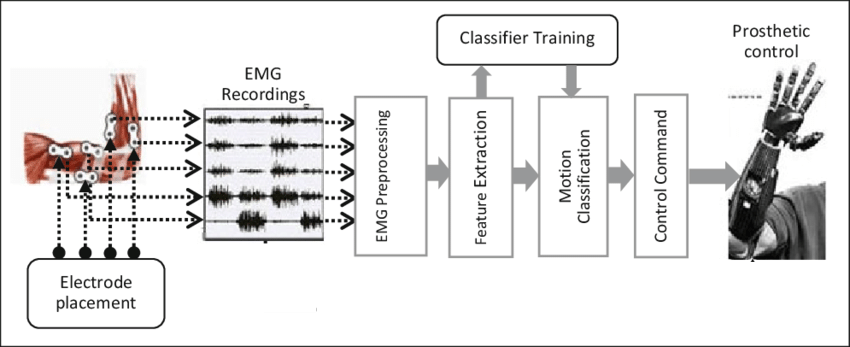 Classifier Training
Prosthetic
control
EMG
Recordings
EMG Preprocessing
Feature Extraction
Motion
Classification
Control Command
Electrode
placement